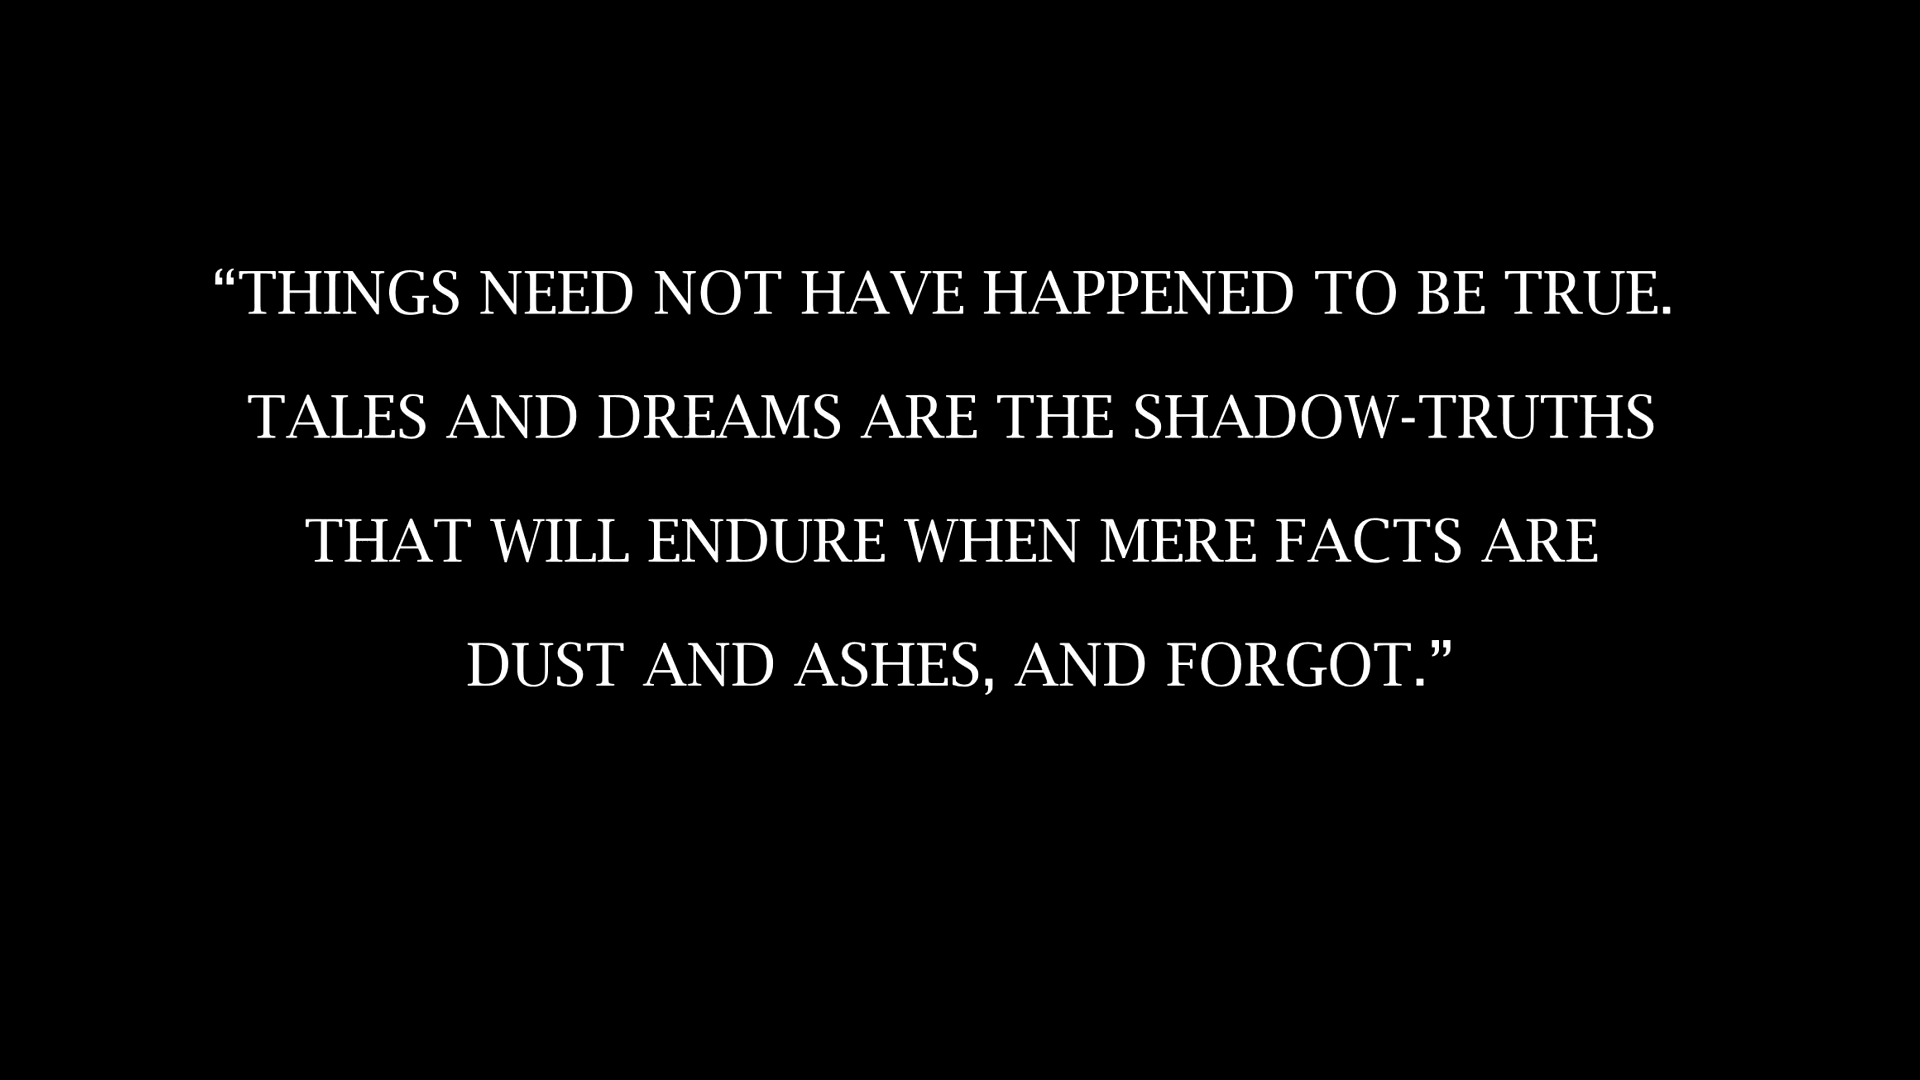 “THINGS NEED NOT HAVE HAPPENED TO BE TRUE.
TALES AND DREAMS ARE THE SHADOW-TRUTHS
THAT WILL ENDURE WHEN MERE FACTS ARE
DUST AND ASHES, AND FORGOT.”